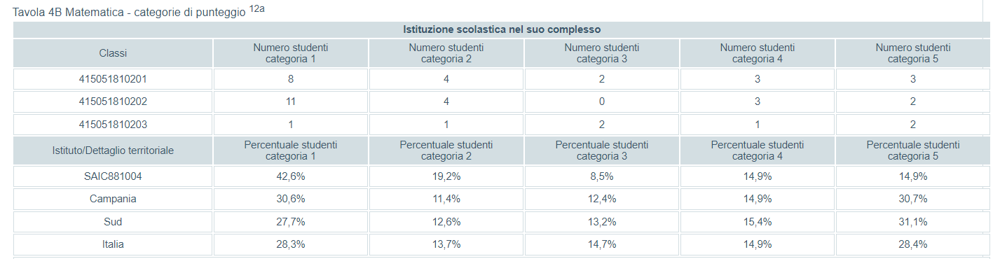 Tavola 4B Matematica - categorie di punteggio 12a
Istituzione scolastica nel suo complesso
Classi Numero studenti categoria 1 Numero studenti categoria 2 Numero studenti categoria 3 Numero studenti categoria 4 Numero studenti categoria 5
415051810201 8 4 2 3 3
415051810202 11 4 0 3 2
415051810203 1 1 2 1 2
Istituto/Dettaglio territoriale Percentuale studenti categoria 1 Percentuale studenti categoria 2 Percentuale studenti categoria 3 Percentuale studenti categoria 4 Percentuale studenti categoria 5
SAIC881004 42,6% 19,2% 8,5% 14,9% 14,9%
Campania 30,6% 11,4% 12,4% 14,9% 30,7%
Sud 27,7% 12,6% 13,2% 15,4% 31,1%
Italia 28,3% 13,7% 14,7% 14,9% 28,4%